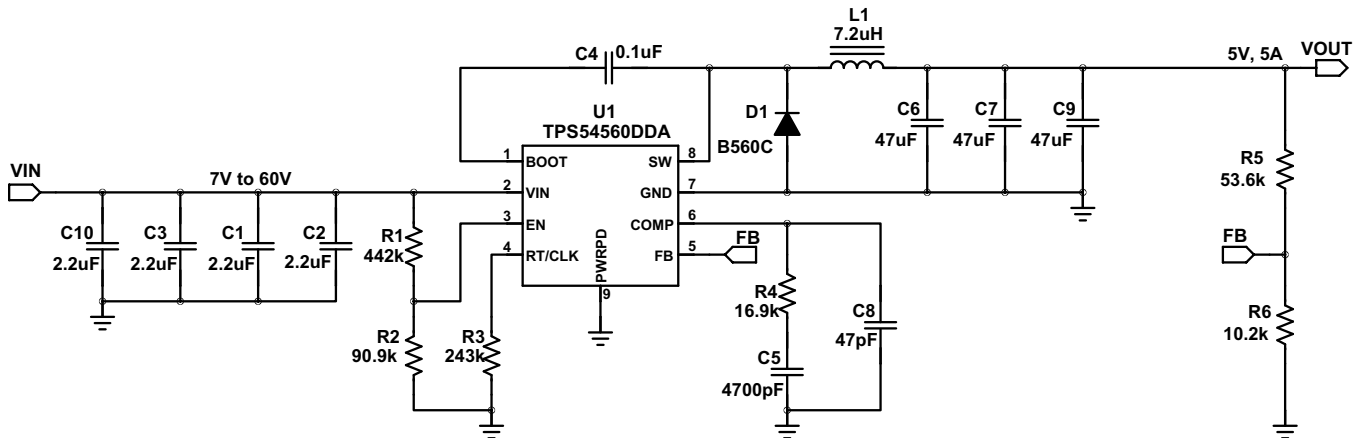 L1
7.2uH
C4
0.1uF
5V, 5A
VOUT
U1
TPS54560DDA
D1
B560C
C6
47uF
C7
47uF
C9
47uF
R5
53.6k
VIN
7V to 60V
1
BOOT
SW
8
2
VIN
GND
7
3
EN
COMP
6
4
RT/CLK
FB
5
PWRPD
9
FB
FB
C10
2.2uF
C3
2.2uF
C1
2.2uF
C2
2.2uF
R1
442k
R2
90.9k
R3
243k
R4
16.9k
C8
47pF
C5
4700pF
R6
10.2k